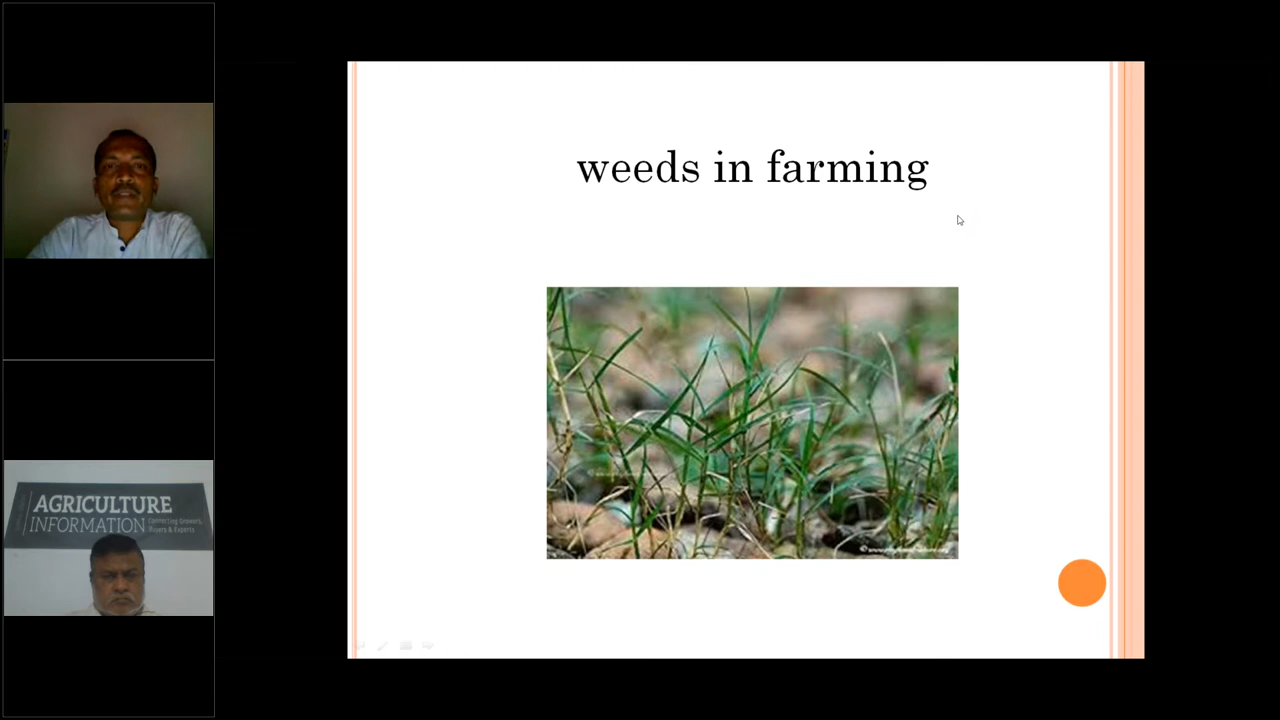 weeds in farming
AGRICULTURE
INFORMATION
Connecting Growers,
Buyers & Experts